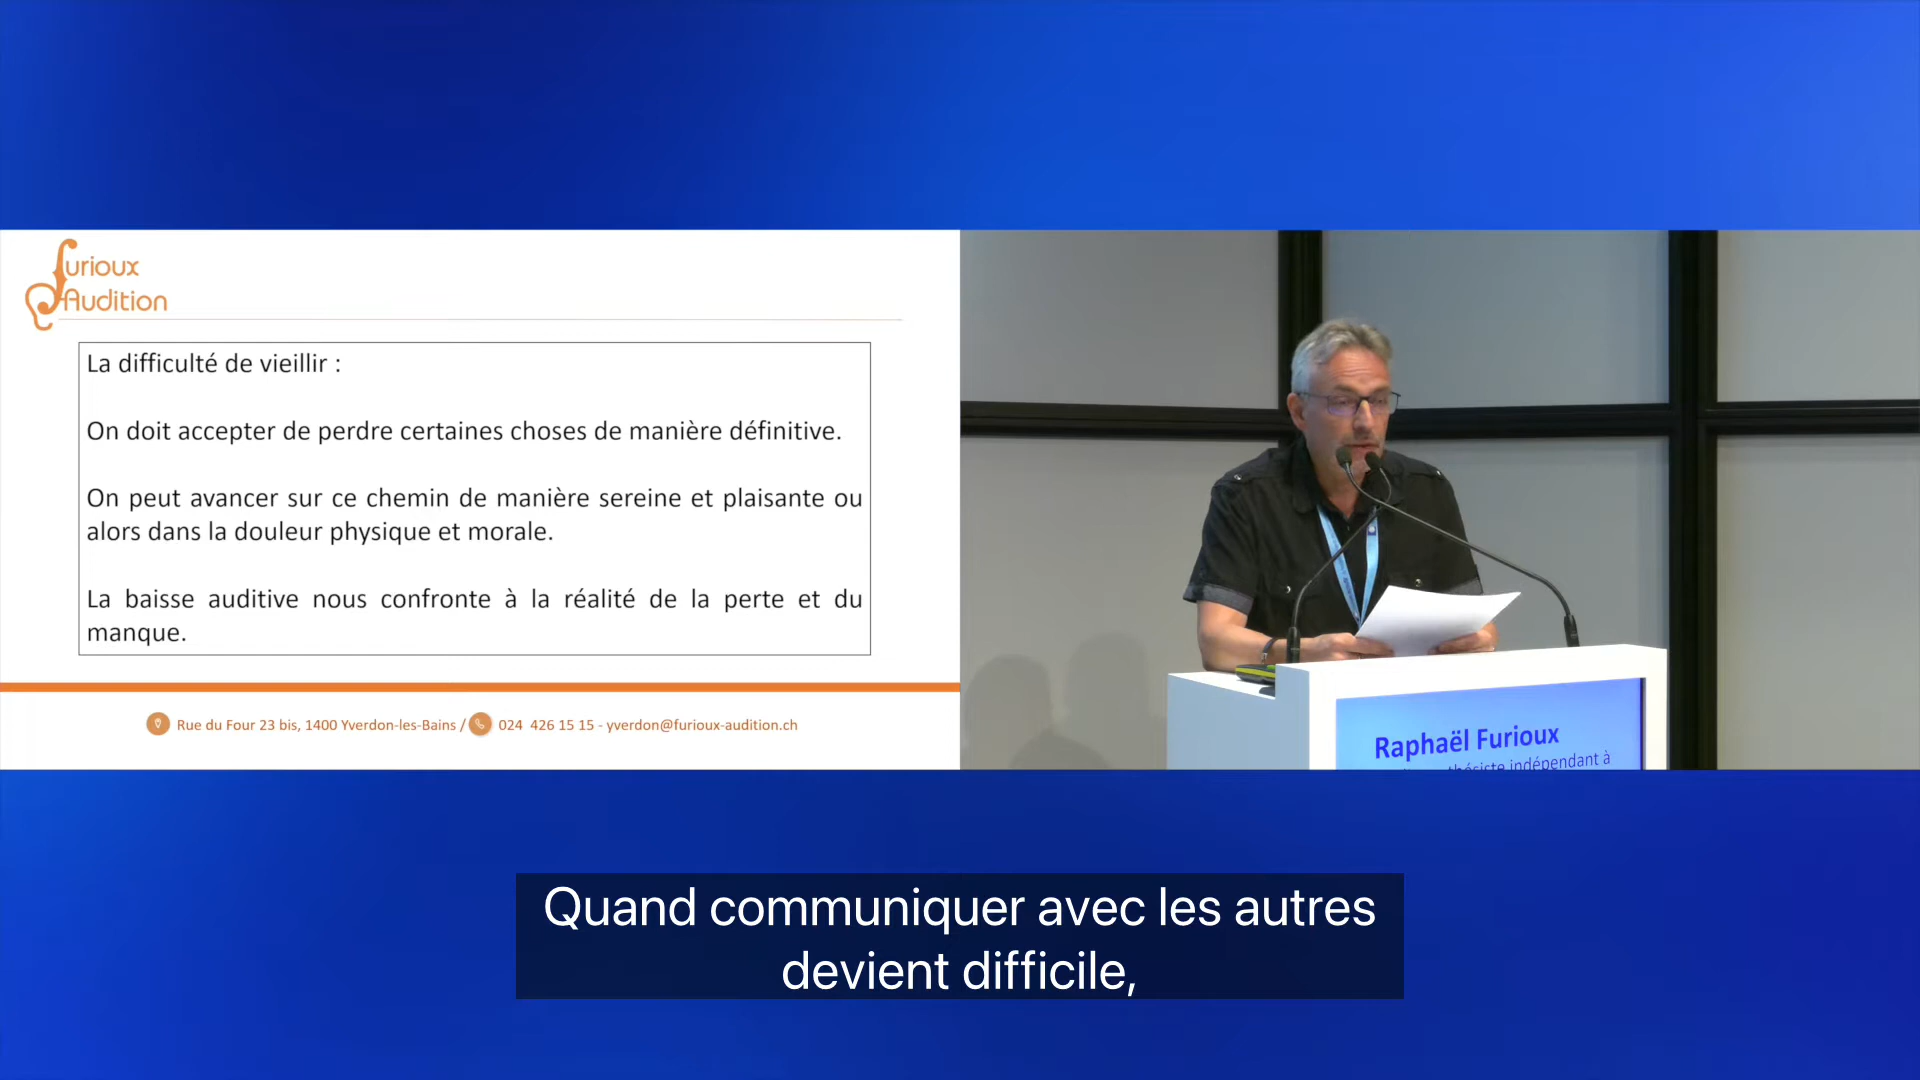 Furioux
Audition
La difficulté de vieillir :
On doit accepter de perdre certaines choses de manière définitive.
On peut avancer sur ce chemin de manière sereine et plaisante ou
alors dans la douleur physique et morale.
La baisse auditive nous confronte à la réalité de la perte et du
manque.
Rue du Four 23 bis, 1400 Yverdon-les-Bains / 024 426 15 15 - yverdon@furioux-audition.ch
Raphaël Furioux
indépendant à
Quand communiquer avec les autres
devient difficile,